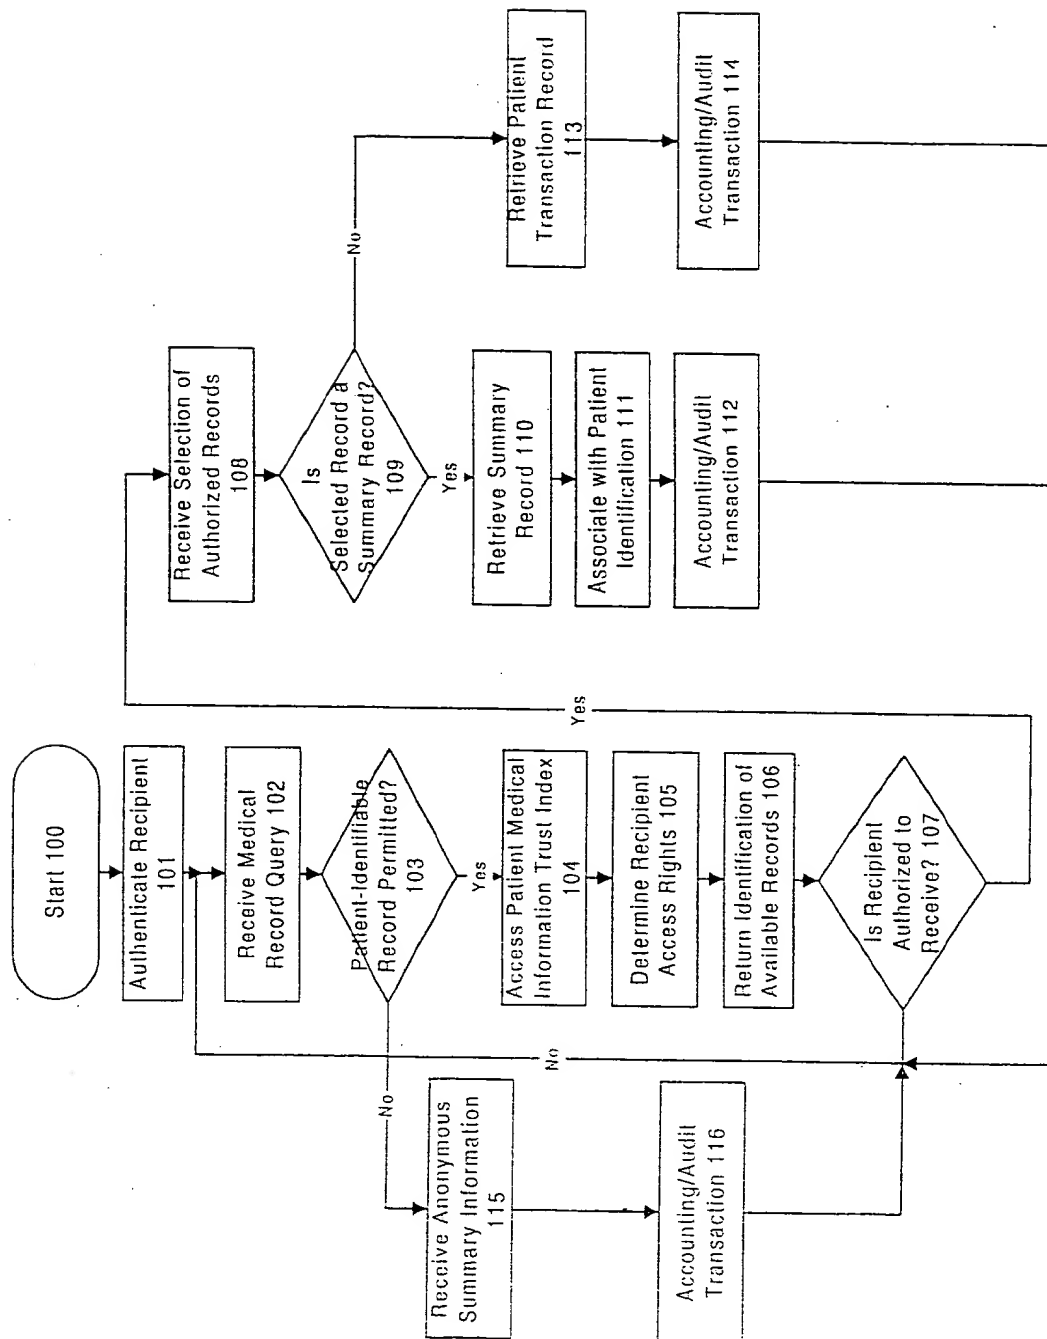 Start 100
Authenticate Recipient
101
Receive Medical
Record Query 102
Patient-Identifiable
Record Permitted?
103
Yes
No
Access Patient Medical
Information Trust Index
104
Determine Recipient
Access Rights 105
Return Identification of
Available Records 106
Is Recipient
Authorized to
Receive? 107
Yes
No
Receive Selection of
Authorized Records
108
Is
Selected Record a
Summary Record?
109
Yes
No
Retrieve Summary
Record 110
Associate with Patient
Identification 111
Accounting/Audit
Transaction 112
Retrieve Patient
Transaction Record
113
Accounting/Audit
Transaction 114
Receive Anonymous
Summary Information
115
Accounting/Audit
Transaction 116